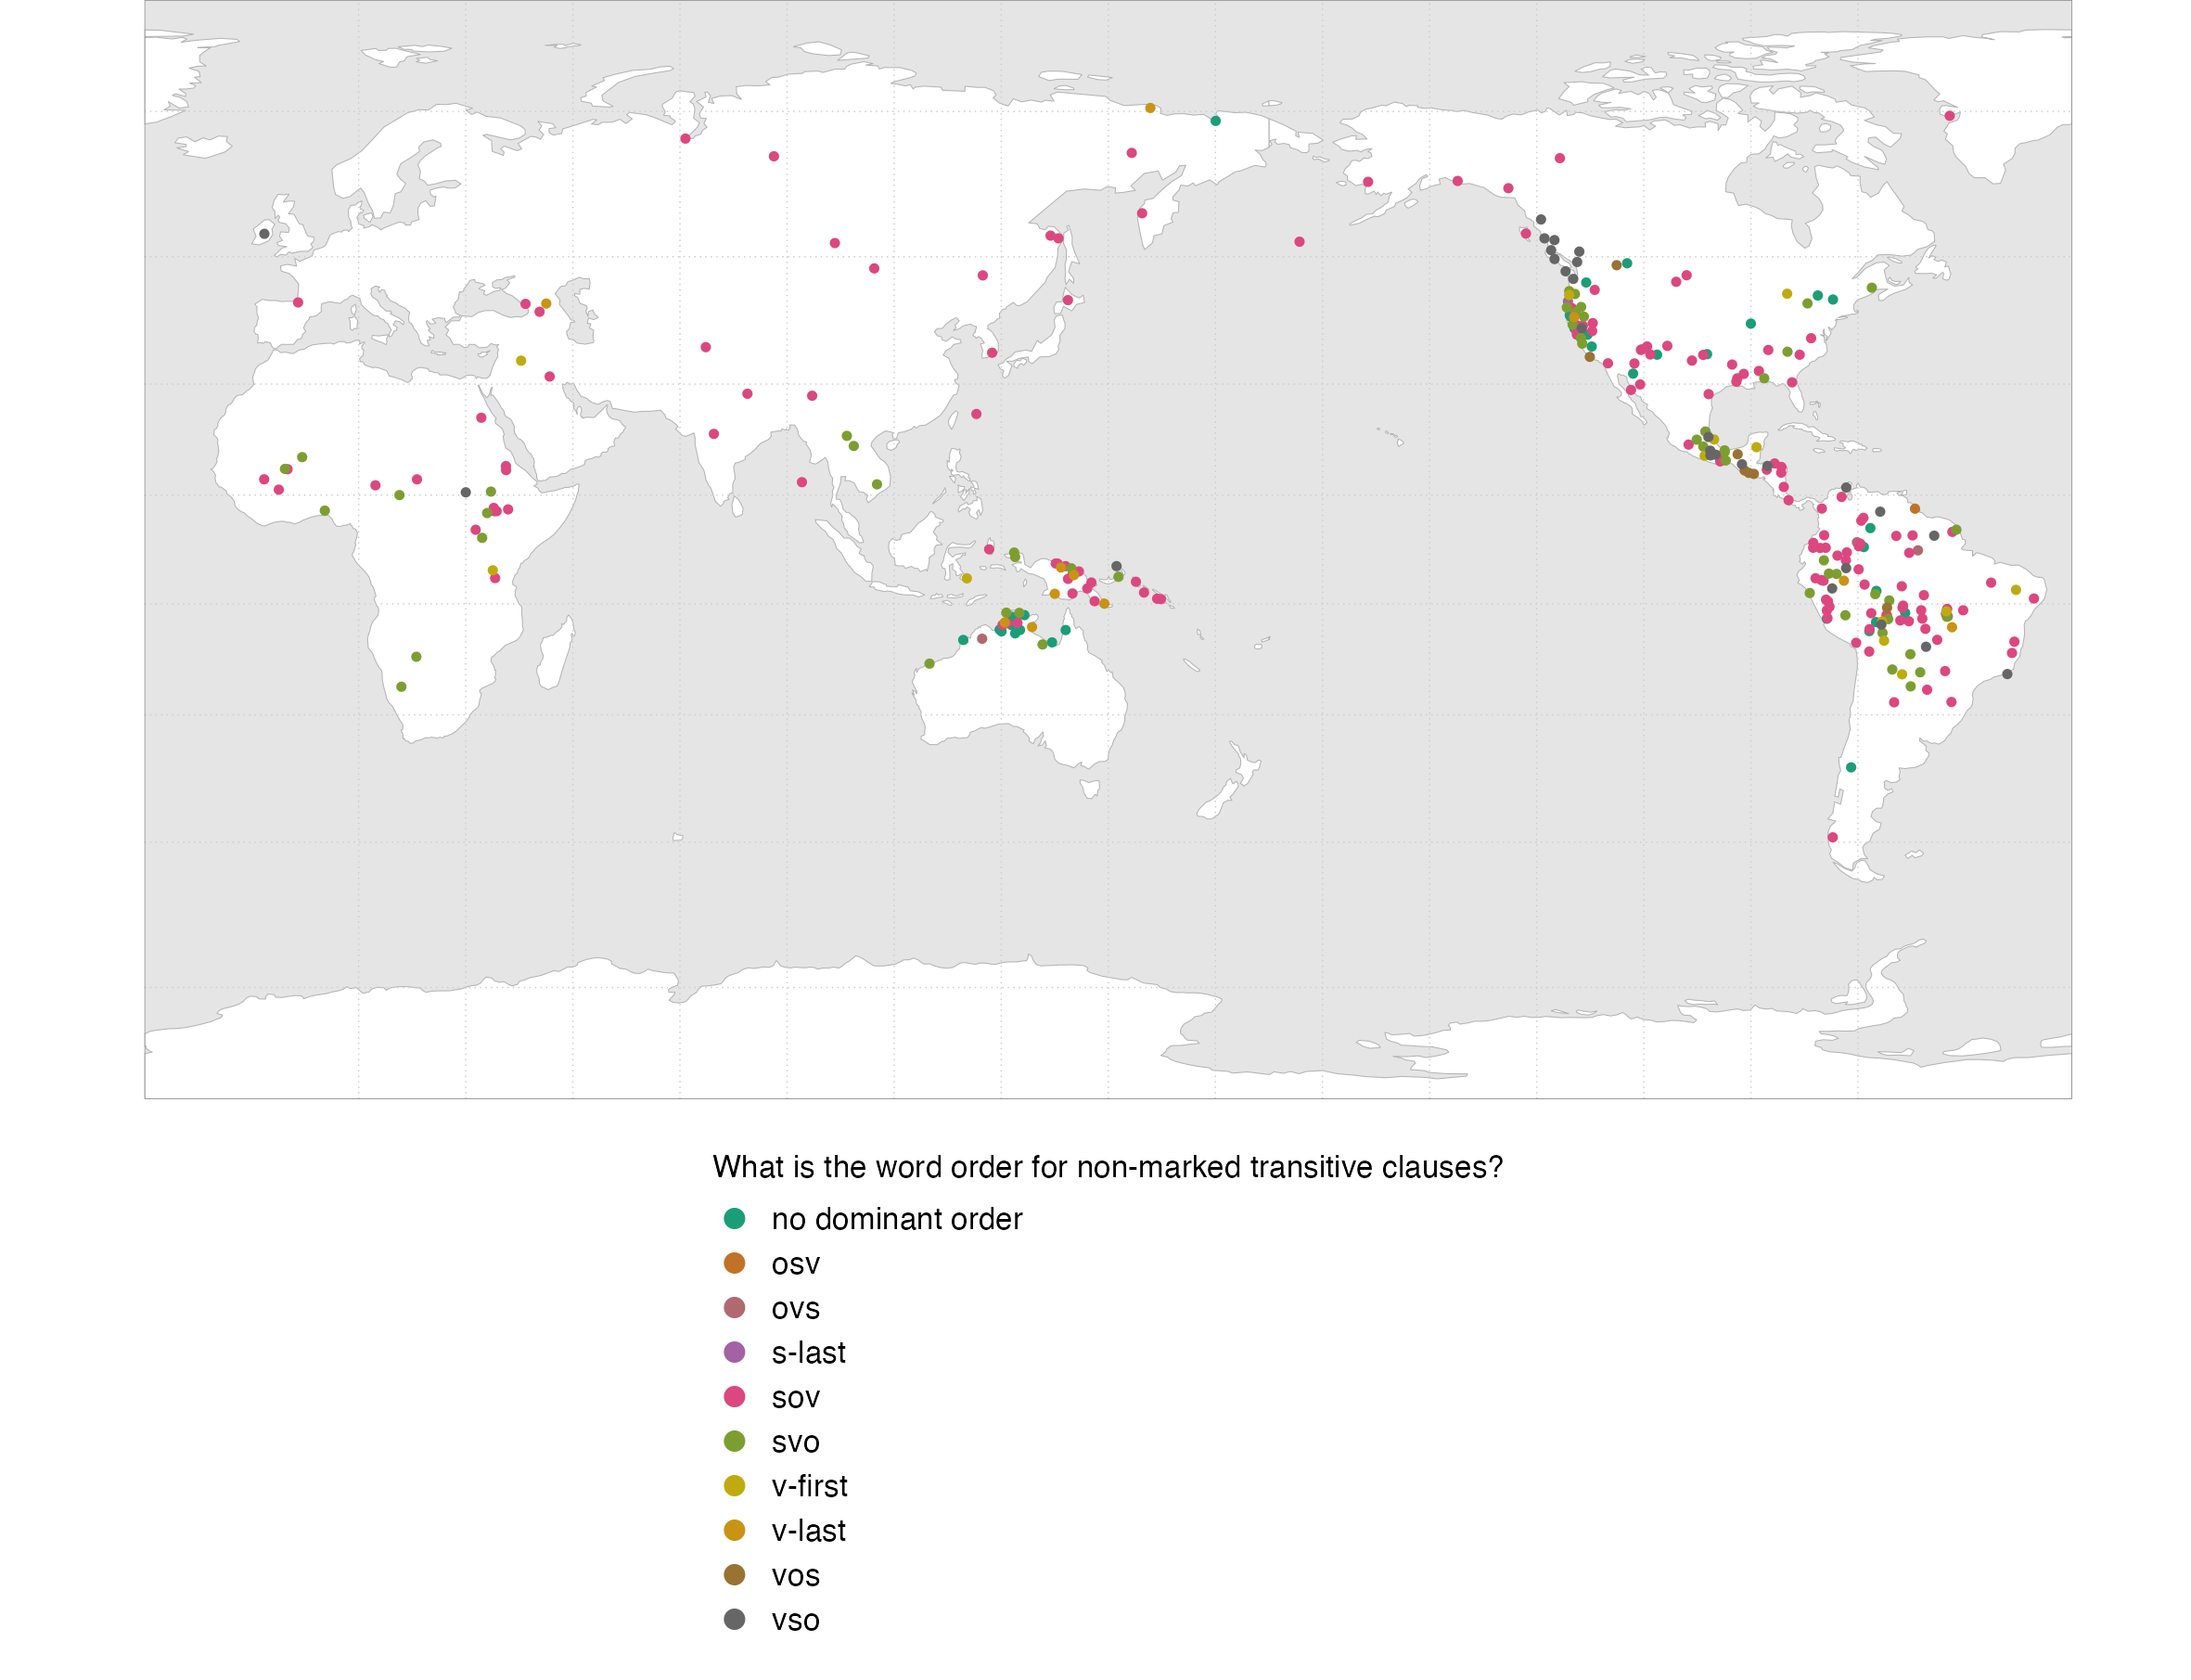 What is the word order for non-marked transitive clauses?
no dominant order
osv
ovs
s-last
sov
svo
v-first
v-last
vos
vso